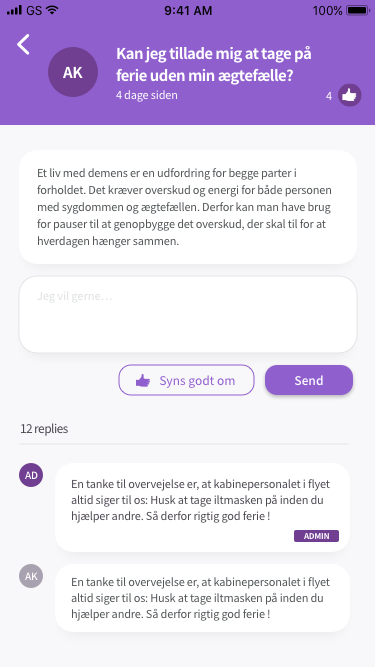 GS 9:41 AM 100%
AK
Kan jeg tillade mig at tage på
ferie uden min ægtefælle?
4 dage siden
4
Et liv med demens er en udfordring for begge parter i
forholdet. Det kræver overskud og energi for både personen
med sygdommen og ægtefællen. Derfor kan man have brug
for pauser til at genopbygge det overskud, der skal til for at
hverdagen hænger sammen.
Jeg vil gerne...
Syns godt om
Send
12 replies
AD
En tanke til overvejelse er, at kabinepersonalet i flyet
altid siger til os: Husk at tage iltmasken på inden du
hjælper andre. Så derfor rigtig god ferie !
ADMIN
AK
En tanke til overvejelse er, at kabinepersonalet i flyet
altid siger til os: Husk at tage iltmasken på inden du
hjælper andre. Så derfor rigtig god ferie !